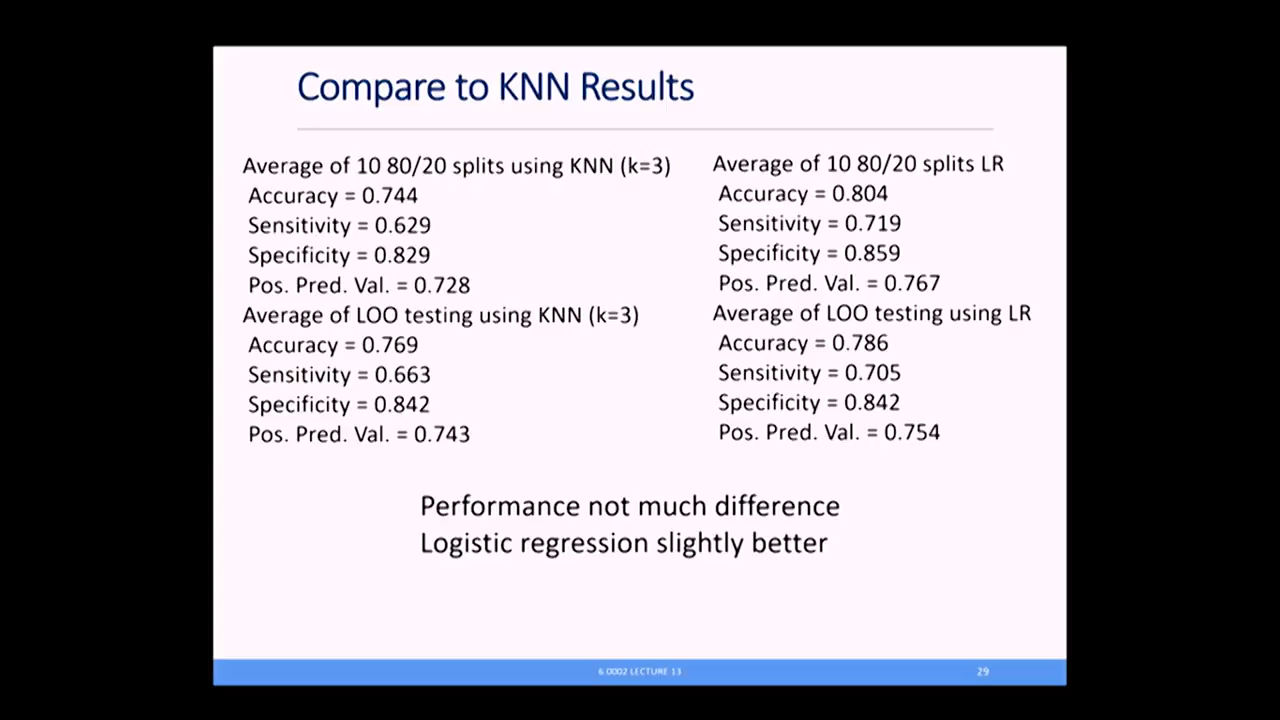 Compare to KNN Results
Average of 10 80/20 splits using KNN (k=3)
Accuracy = 0.744
Sensitivity = 0.629
Specificity = 0.829
Pos. Pred. Val. = 0.728
Average of LOO testing using KNN (k=3)
Accuracy = 0.769
Sensitivity = 0.663
Specificity = 0.842
Pos. Pred. Val. = 0.743
Average of 10 80/20 splits LR
Accuracy = 0.804
Sensitivity = 0.719
Specificity = 0.859
Pos. Pred. Val. = 0.767
Average of LOO testing using LR
Accuracy = 0.786
Sensitivity = 0.705
Specificity = 0.842
Pos. Pred. Val. = 0.754
Performance not much difference
Logistic regression slightly better
6.0002 LECTURE 13
29